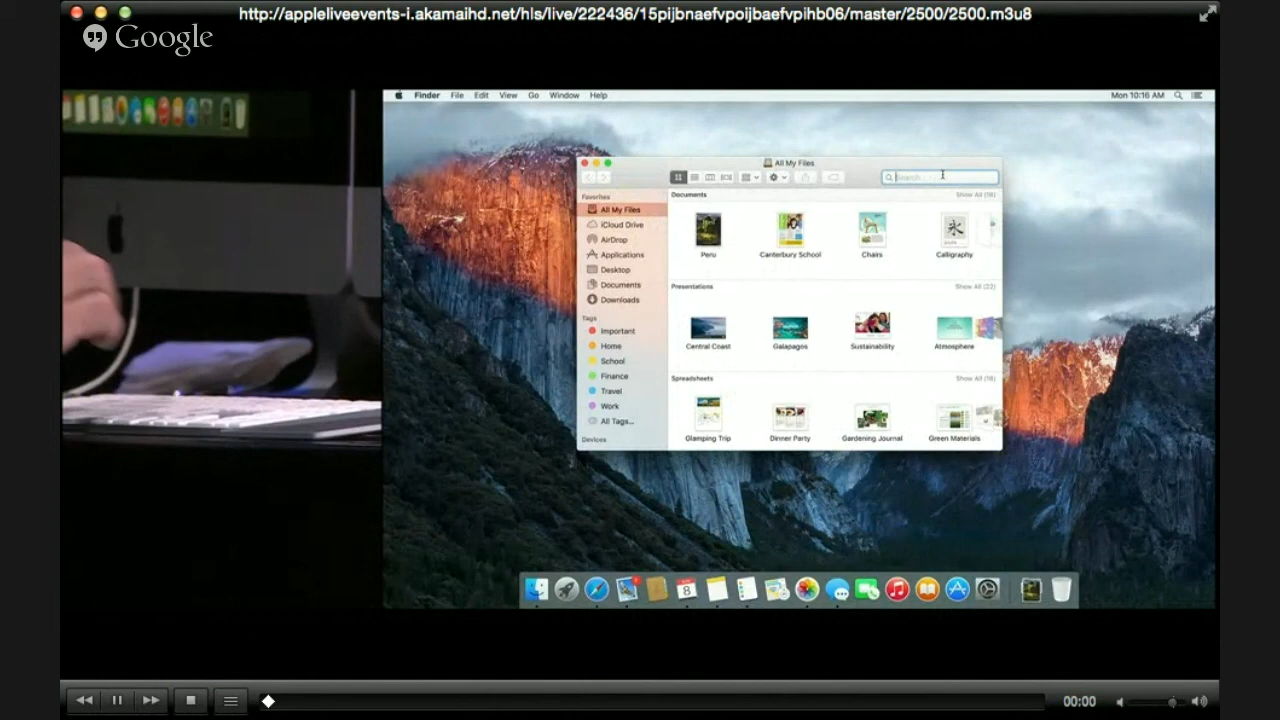 http://appleliveevents-i.akamaihd.net/hls/live/222436/15pijbnaefvpoijbaefvpihb06/master/2500/2500.m3u8
Google
Finder File Edit View Go Window Help
Mon 10:16 AM
All My Files
Search
Favorites
All My Files
iCloud Drive
AirDrop
Applications
Desktop
Documents
Downloads
Tags
Important
Home
School
Finance
Travel
Work
All Tags...
Devices
Documents
Show All (16)
Peru
Canterbury School
Chairs
Calligraphy
Presentations
Show All (22)
Central Coast
Galapagos
Sustainability
Atmosphere
Spreadsheets
Show All (18)
Glamping Trip
Dinner Party
Gardening Journal
Green Materials
氷
8
00:00